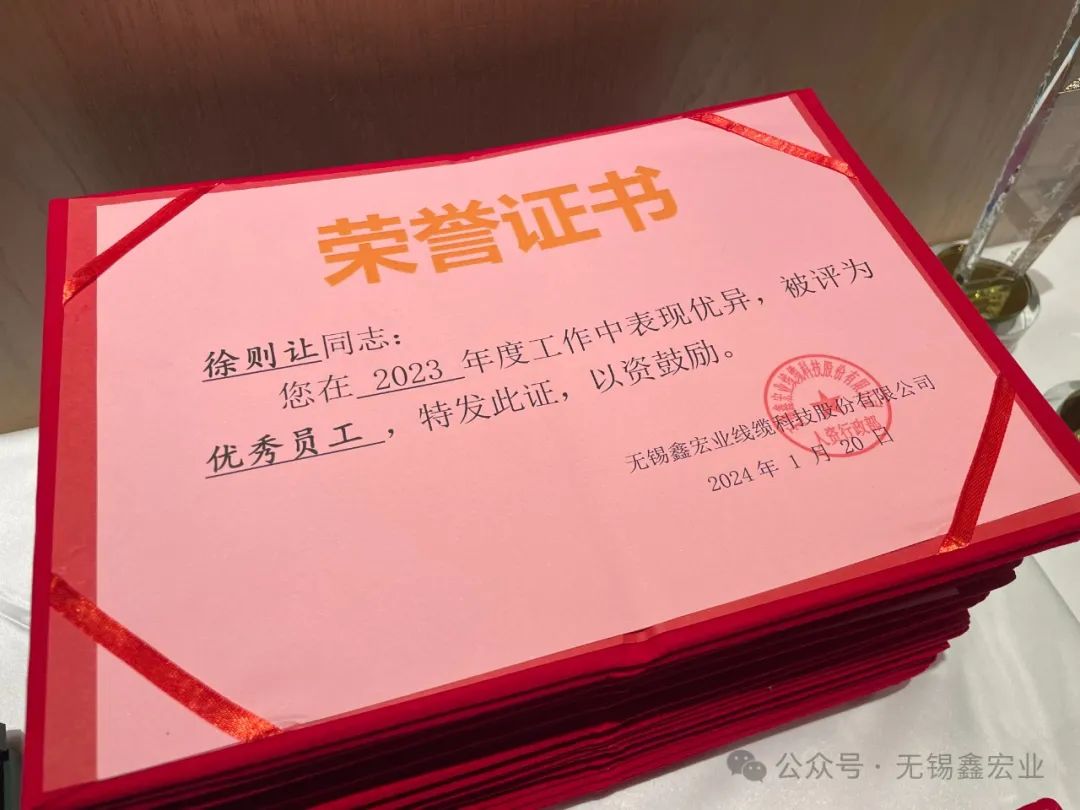 荣誉证书
徐则让同志：
您在 2023 年度工作中表现优异，被评为
优秀员工 ，特发此证，以资鼓励。
无锡鑫宏业线缆科技股份有限公司
2024 年 1 月 20 日
人资行政部
公众号 · 无锡鑫宏业